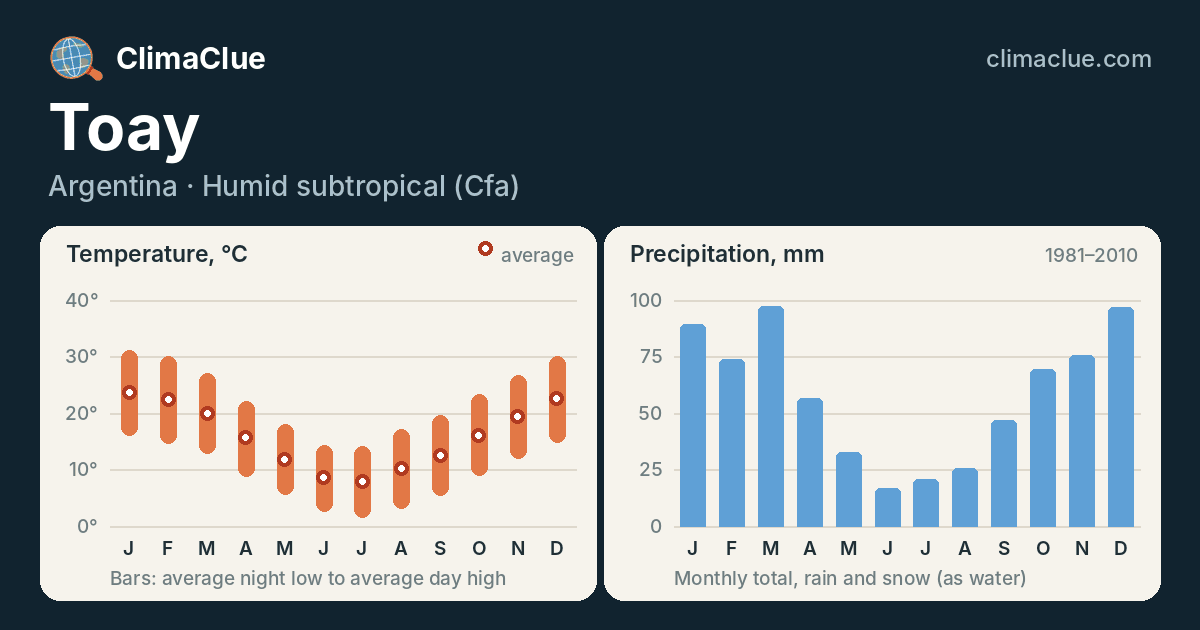 ClimaClue
climaclue.com
Toay
Argentina · Humid subtropical (Cfa)
Temperature, °C
average
40°
30°
20°
10°
0°
J F M A M J J A S O N D
Bars: average night low to average day high
Precipitation, mm
1981–2010
100
75
50
25
0
J F M A M J J A S O N D
Monthly total, rain and snow (as water)